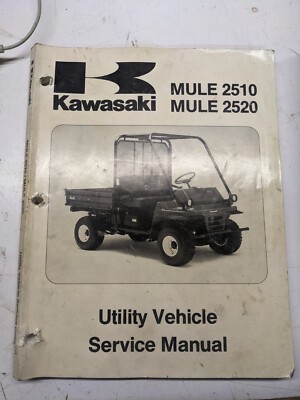 Kawasaki
MULE 2510
MULE 2520
Utility Vehicle
Service Manual